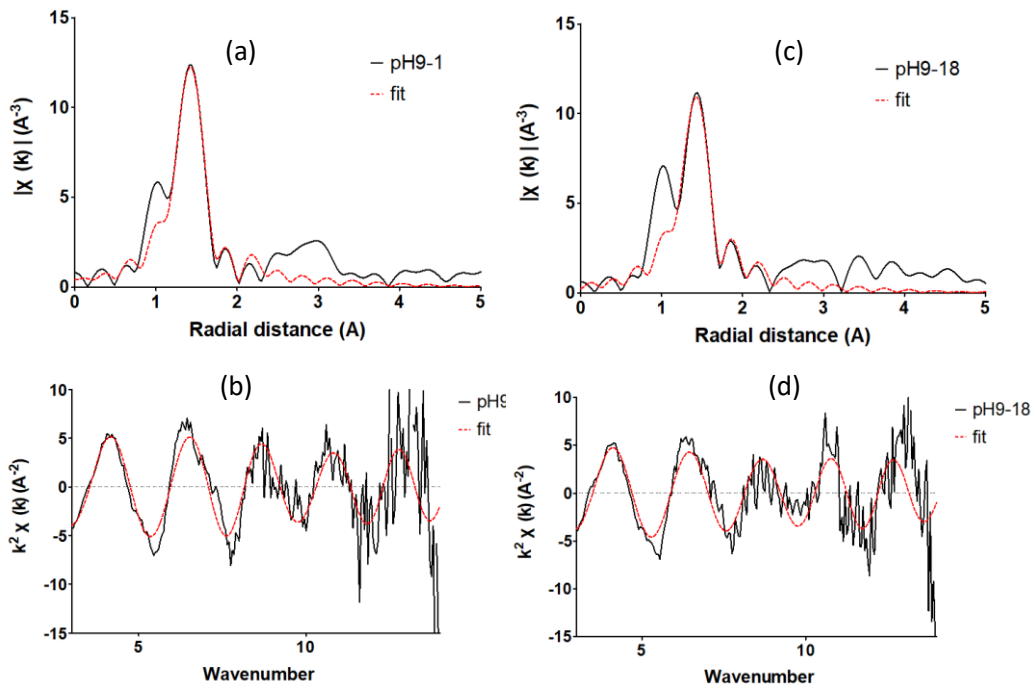 (a)
15
10
5
0
|χ (k) | (A⁻³)
pH9-1
fit
0 1 2 3 4 5
Radial distance (A)
(c)
15
10
5
0
|χ (k) | (A⁻³)
pH9-18
fit
0 1 2 3 4 5
Radial distance (A)
(b)
10
5
0
-5
-10
-15
k² χ (k) (A⁻²)
pH9
fit
5 10
Wavenumber
(d)
10
5
0
-5
-10
-15
k² χ (k) (A⁻²)
pH9-18
fit
5 10
Wavenumber